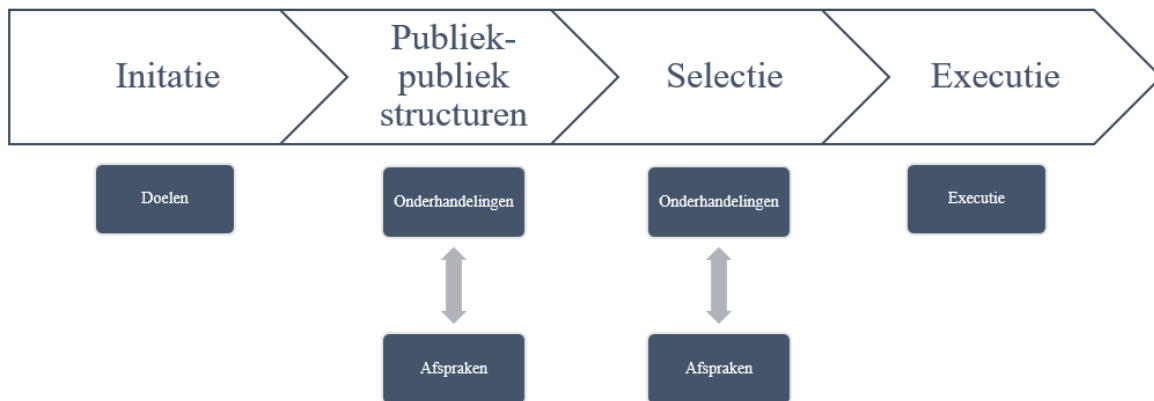 Initatie
Publiek-
publiek
structuren
Selectie
Executie
Doelen
Onderhandelingen
Onderhandelingen
Executie
Afspraken
Afspraken